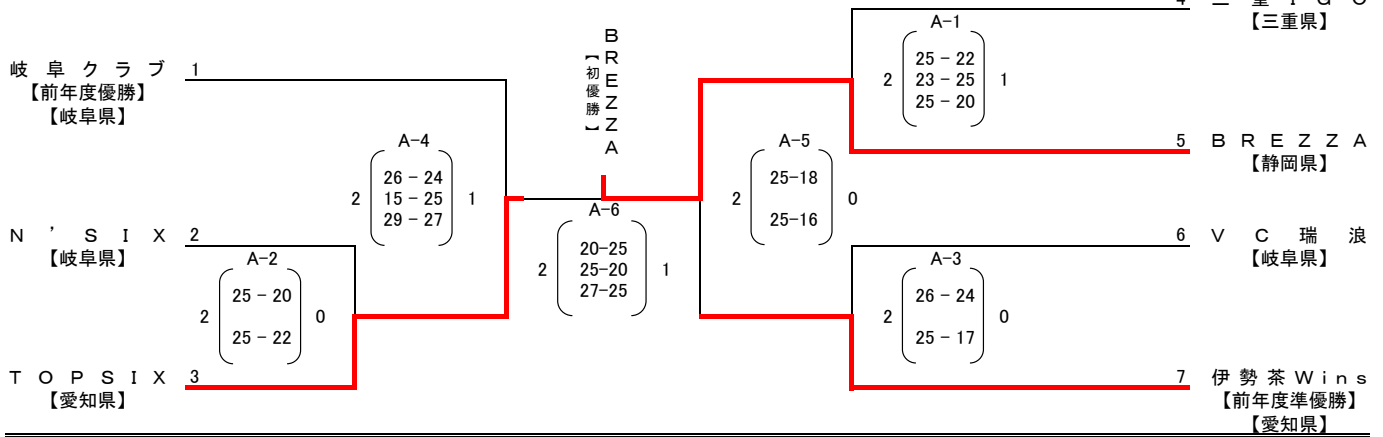 岐阜クラブ 1
【前年度優勝】
【岐阜県】
N'SIX 2
【岐阜県】
TOPSIX 3
【愛知県】
A-2
2 25-20 0
25-22
A-4
26-24
2 15-25 1
29-27
BREZZA
【初優勝】
A-6
20-25
2 25-20 1
27-25
A-5
25-18
2 0
25-16
A-1
25-22
2 23-25 1
25-20
A-3
26-24
2 0
25-17
4
【三重県】
5 BREZZA
【静岡県】
6 VC瑞浪
【岐阜県】
7 伊勢茶Wins
【前年度準優勝】
【愛知県】